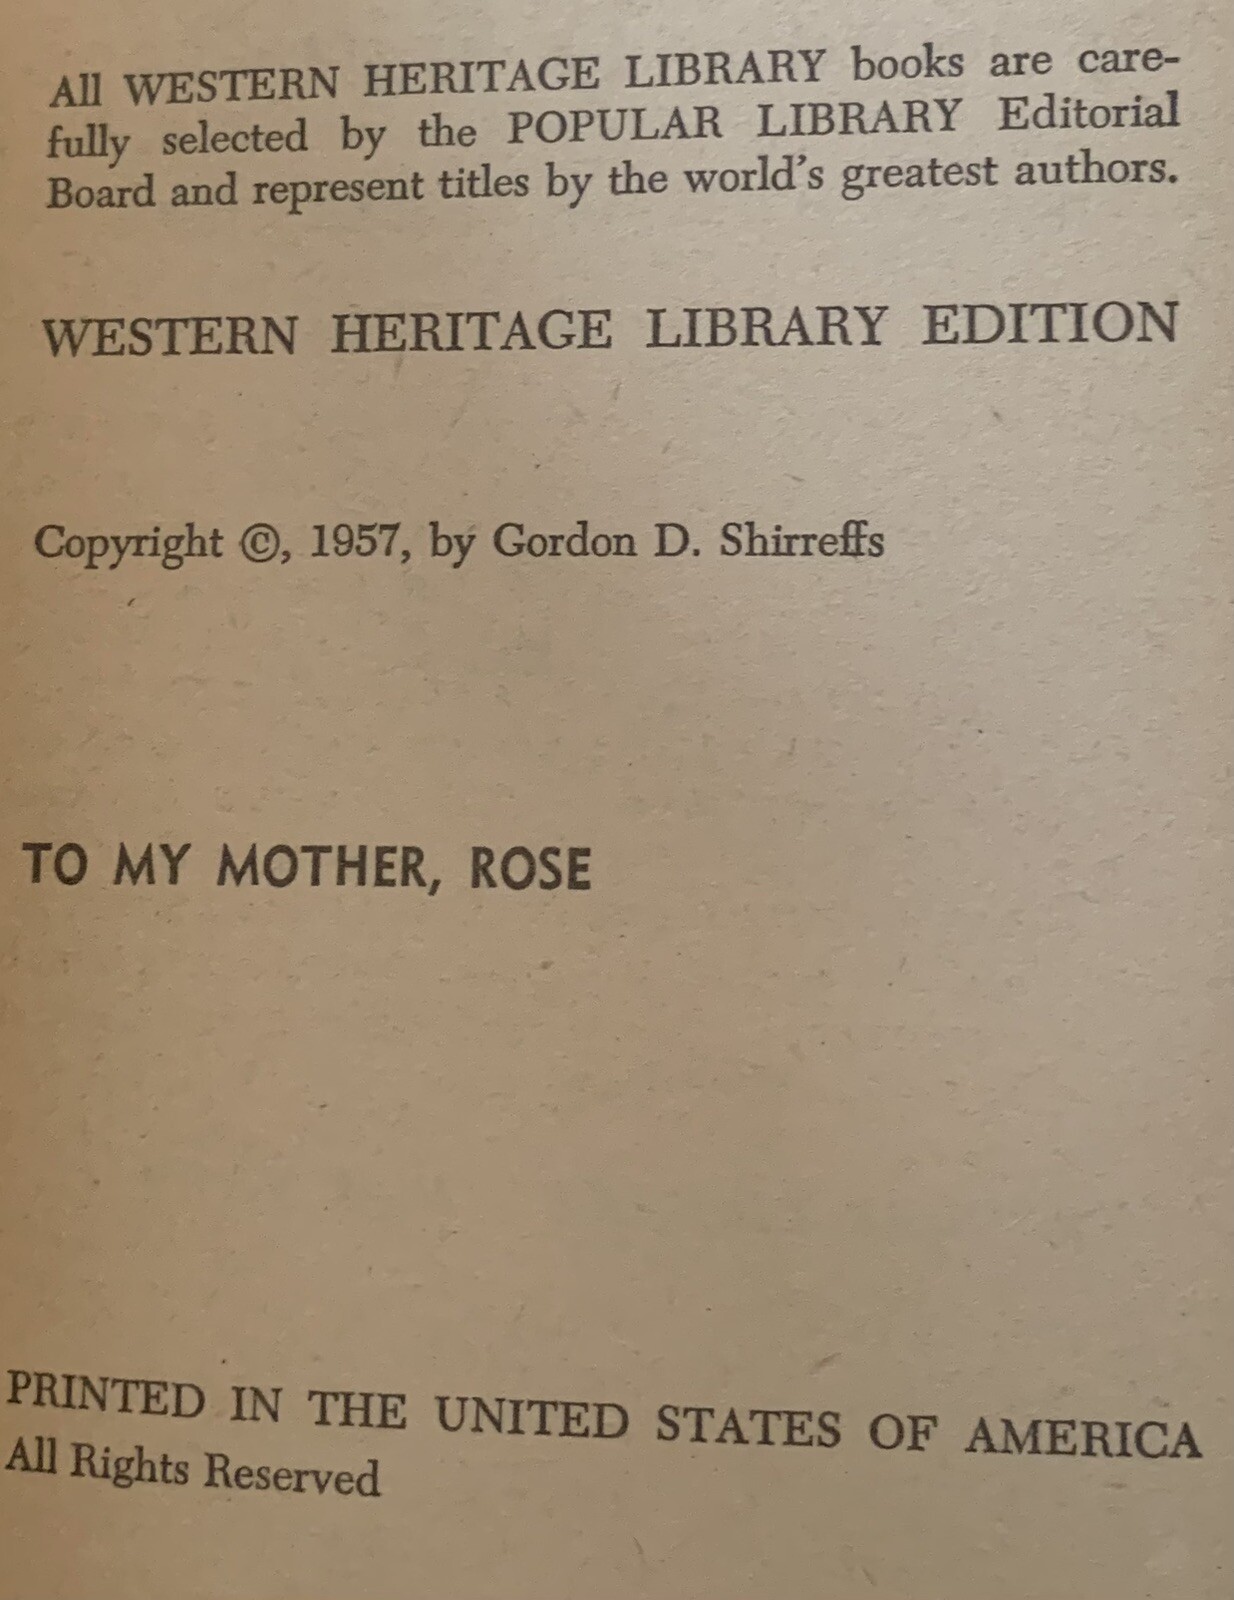 All WESTERN HERITAGE LIBRARY books are care-
fully selected by the POPULAR LIBRARY Editorial
Board and represent titles by the world's greatest authors.
WESTERN HERITAGE LIBRARY EDITION
Copyright ©, 1957, by Gordon D. Shirreffs
TO MY MOTHER, ROSE
PRINTED IN THE UNITED STATES OF AMERICA
All Rights Reserved